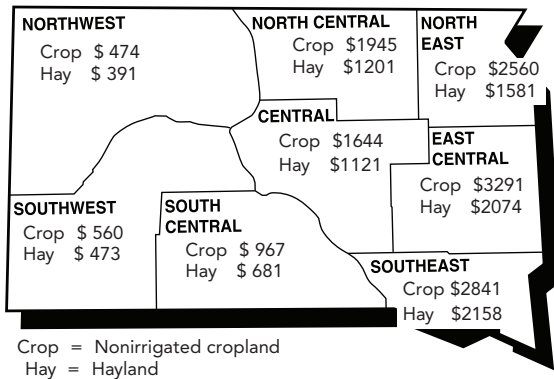 NORTHWEST
Crop $ 474
Hay $ 391
NORTH CENTRAL
Crop $1945
Hay $1201
NORTH
EAST
Crop $2560
Hay $1581
CENTRAL
Crop $1644
Hay $1121
EAST
CENTRAL
Crop $3291
Hay $2074
SOUTHWEST
Crop $ 560
Hay $ 473
SOUTH
CENTRAL
Crop $ 967
Hay $ 681
SOUTHEAST
Crop $2841
Hay $2158
Crop = Nonirrigated cropland
Hay = Hayland